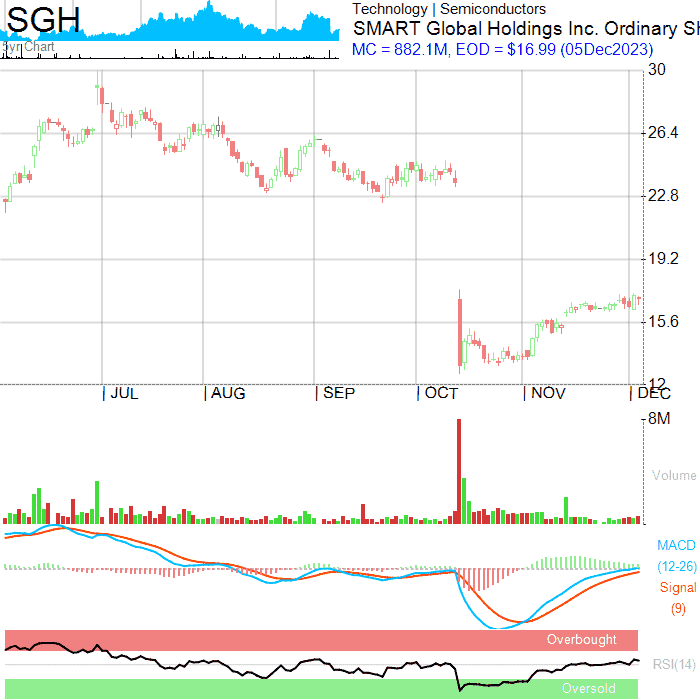 SGH
5yr Chart
Technology | Semiconductors
SMART Global Holdings Inc. Ordinary Sh
MC = 882.1M, EOD = $16.99 (05Dec2023)
30
26.4
22.8
19.2
15.6
12
| JUL | AUG | SEP | OCT | NOV | DEC
8M
Volume
MACD
(12-26)
Signal
(9)
Overbought
RSI(14)
Oversold